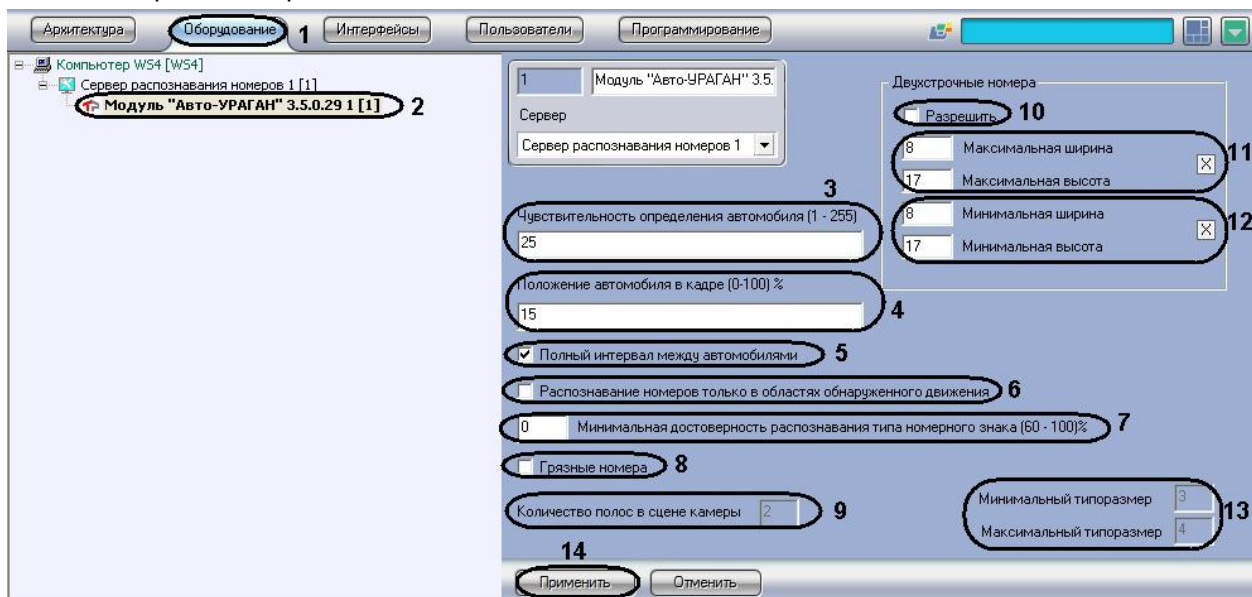 Архитектура Оборудование 1 Интерфейсы Пользователи Программирование
Компьютер WS4 [WS4]
Сервер распознавания номеров 1 [1]
Модуль "Авто-УРАГАН" 3.5.0.29 1 [1] 2
1 Модуль "Авто-УРАГАН" 3.5.
Сервер
Сервер распознавания номеров 1
3
Чувствительность определения автомобиля (1 - 255)
25
Положение автомобиля в кадре (0-100) %
15
4
Полный интервал между автомобилями 5
Распознавание номеров только в областях обнаруженного движения 6
0 Минимальная достоверность распознавания типа номерного знака (60 - 100)% 7
Грязные номера 8
Количество полос в сцене камеры 2 9
Двухстрочные номера
Разрешить 10
8 Максимальная ширина
17 Максимальная высота
X 11
8 Минимальная ширина
17 Минимальная высота
X 12
Минимальный типоразмер 3
Максимальный типоразмер 4
13
14
Применить Отменить